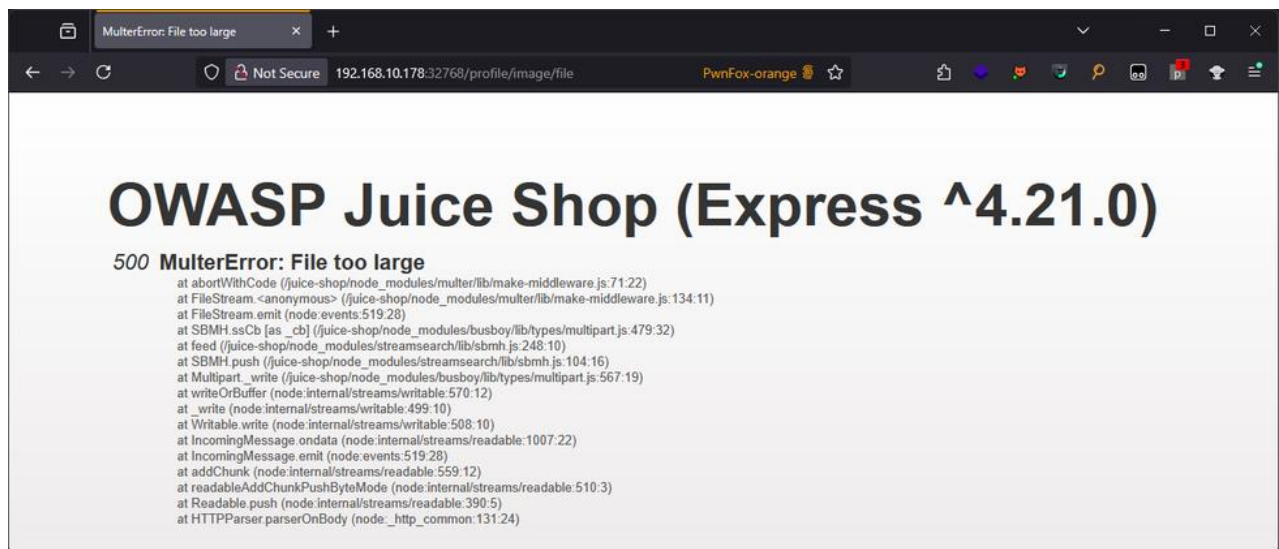 MulterError: File too large
Not Secure 192.168.10.178:32768/profile/image/file PwnFox-orange
OWASP Juice Shop (Express ^4.21.0)
500 MulterError: File too large
at abortWithCode (/juice-shop/node_modules/multer/lib/make-middleware.js:71:22)
at FileStream.<anonymous> (/juice-shop/node_modules/multer/lib/make-middleware.js:134:11)
at FileStream.emit (node:events:519:28)
at SBMH.ssCb [as _cb] (/juice-shop/node_modules/busboy/lib/types/multipart.js:479:32)
at feed (/juice-shop/node_modules/streamsearch/lib/sbmh.js:248:10)
at SBMH.push (/juice-shop/node_modules/streamsearch/lib/sbmh.js:104:16)
at Multipart._write (/juice-shop/node_modules/busboy/lib/types/multipart.js:567:19)
at writeOrBuffer (node:internal/streams/writable:570:12)
at _write (node:internal/streams/writable:499:10)
at Writable.write (node:internal/streams/writable:508:10)
at IncomingMessage.ondata (node:internal/streams/readable:1007:22)
at IncomingMessage.emit (node:events:519:28)
at addChunk (node:internal/streams/readable:559:12)
at readableAddChunkPushByteMode (node:internal/streams/readable:510:3)
at Readable.push (node:internal/streams/readable:390:5)
at HTTPParser.parserOnBody (node:_http_common:131:24)